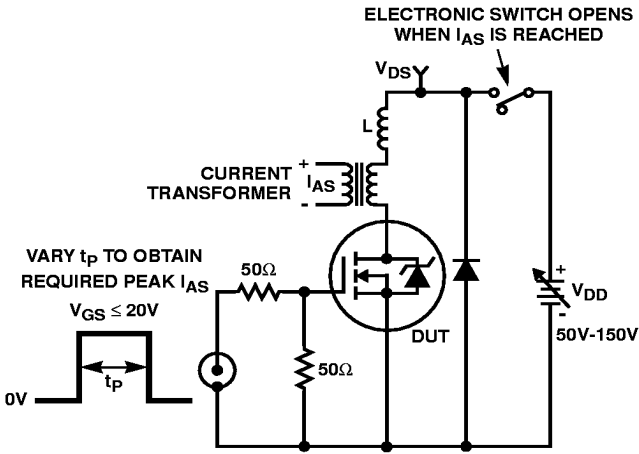 ELECTRONIC SWITCH OPENS
WHEN IAS IS REACHED
VDS
L
CURRENT
TRANSFORMER
+
IAS
-
VARY tP TO OBTAIN
REQUIRED PEAK IAS
VGS ≤ 20V
50Ω
tP
0V
50Ω
DUT
+
VDD
-
50V-150V